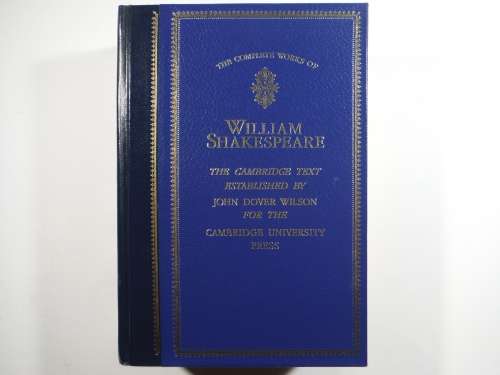 THE COMPLETE WORKS OF
WILLIAM
SHAKESPEARE
THE CAMBRIDGE TEXT
ESTABLISHED BY
JOHN DOVER WILSON
FOR THE
CAMBRIDGE UNIVERSITY
PRESS